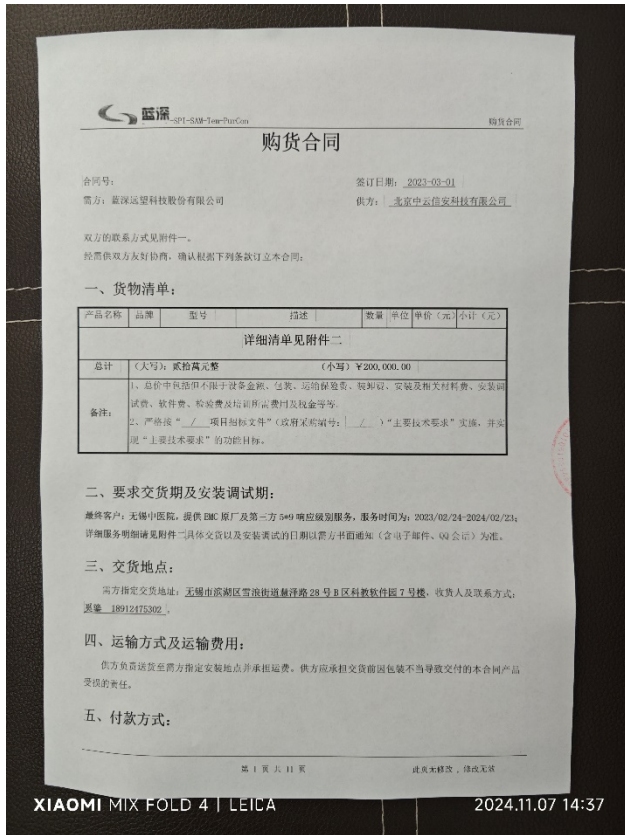 蓝深
-SPI-SAM-Tem-PurCon
购货合同
购货合同
合同号:
签订日期: 2023-03-01
需方: 蓝深远望科技股份有限公司
供方: 北京中云信安科技有限公司
双方的联系方式见附件一。
经需供双方友好协商,确认根据下列条款订立本合同:
一、货物清单:
产品名称 品牌 型号 描述 数量 单位 单价(元) 小计(元)
详细清单见附件二
总计 (大写): 贰拾萬元整 (小写)¥200,000.00
备注:
1、总价中包括但不限于设备金额、包装、运输保险费、装卸费、安装及相关材料费、安装调
试费、软件费、检验费及培训所需费用及税金等等.
2、严格按“ / 项目招标文件”(政府采购编号: / )“主要技术要求”实施,并实
现“主要技术要求”的功能目标。
二、要求交货期及安装调试期:
最终客户: 无锡中医院, 提供 EMC 原厂及第三方 5*9 响应级别服务, 服务时间为: 2023/02/24-2024/02/23;
详细服务明细请见附件二具体交货以及安装调试的日期以需方书面通知(含电子邮件、QQ 会话)为准。
三、交货地点:
需方指定交货地址: 无锡市滨湖区雪浪街道慧泽路 28 号 B 区科教软件园 7 号楼, 收货人及联系方式:
18912475302 。
四、运输方式及运输费用:
供方负责送货至需方指定安装地点并承担运费。供方应承担交货前因包装不当导致交付的本合同产品
受损的责任。
五、付款方式:
第 1 页 共 11 页
此页无修改,修改无效
XIAOMI MIX FOLD 4 | LEICA
2024.11.07 14:37